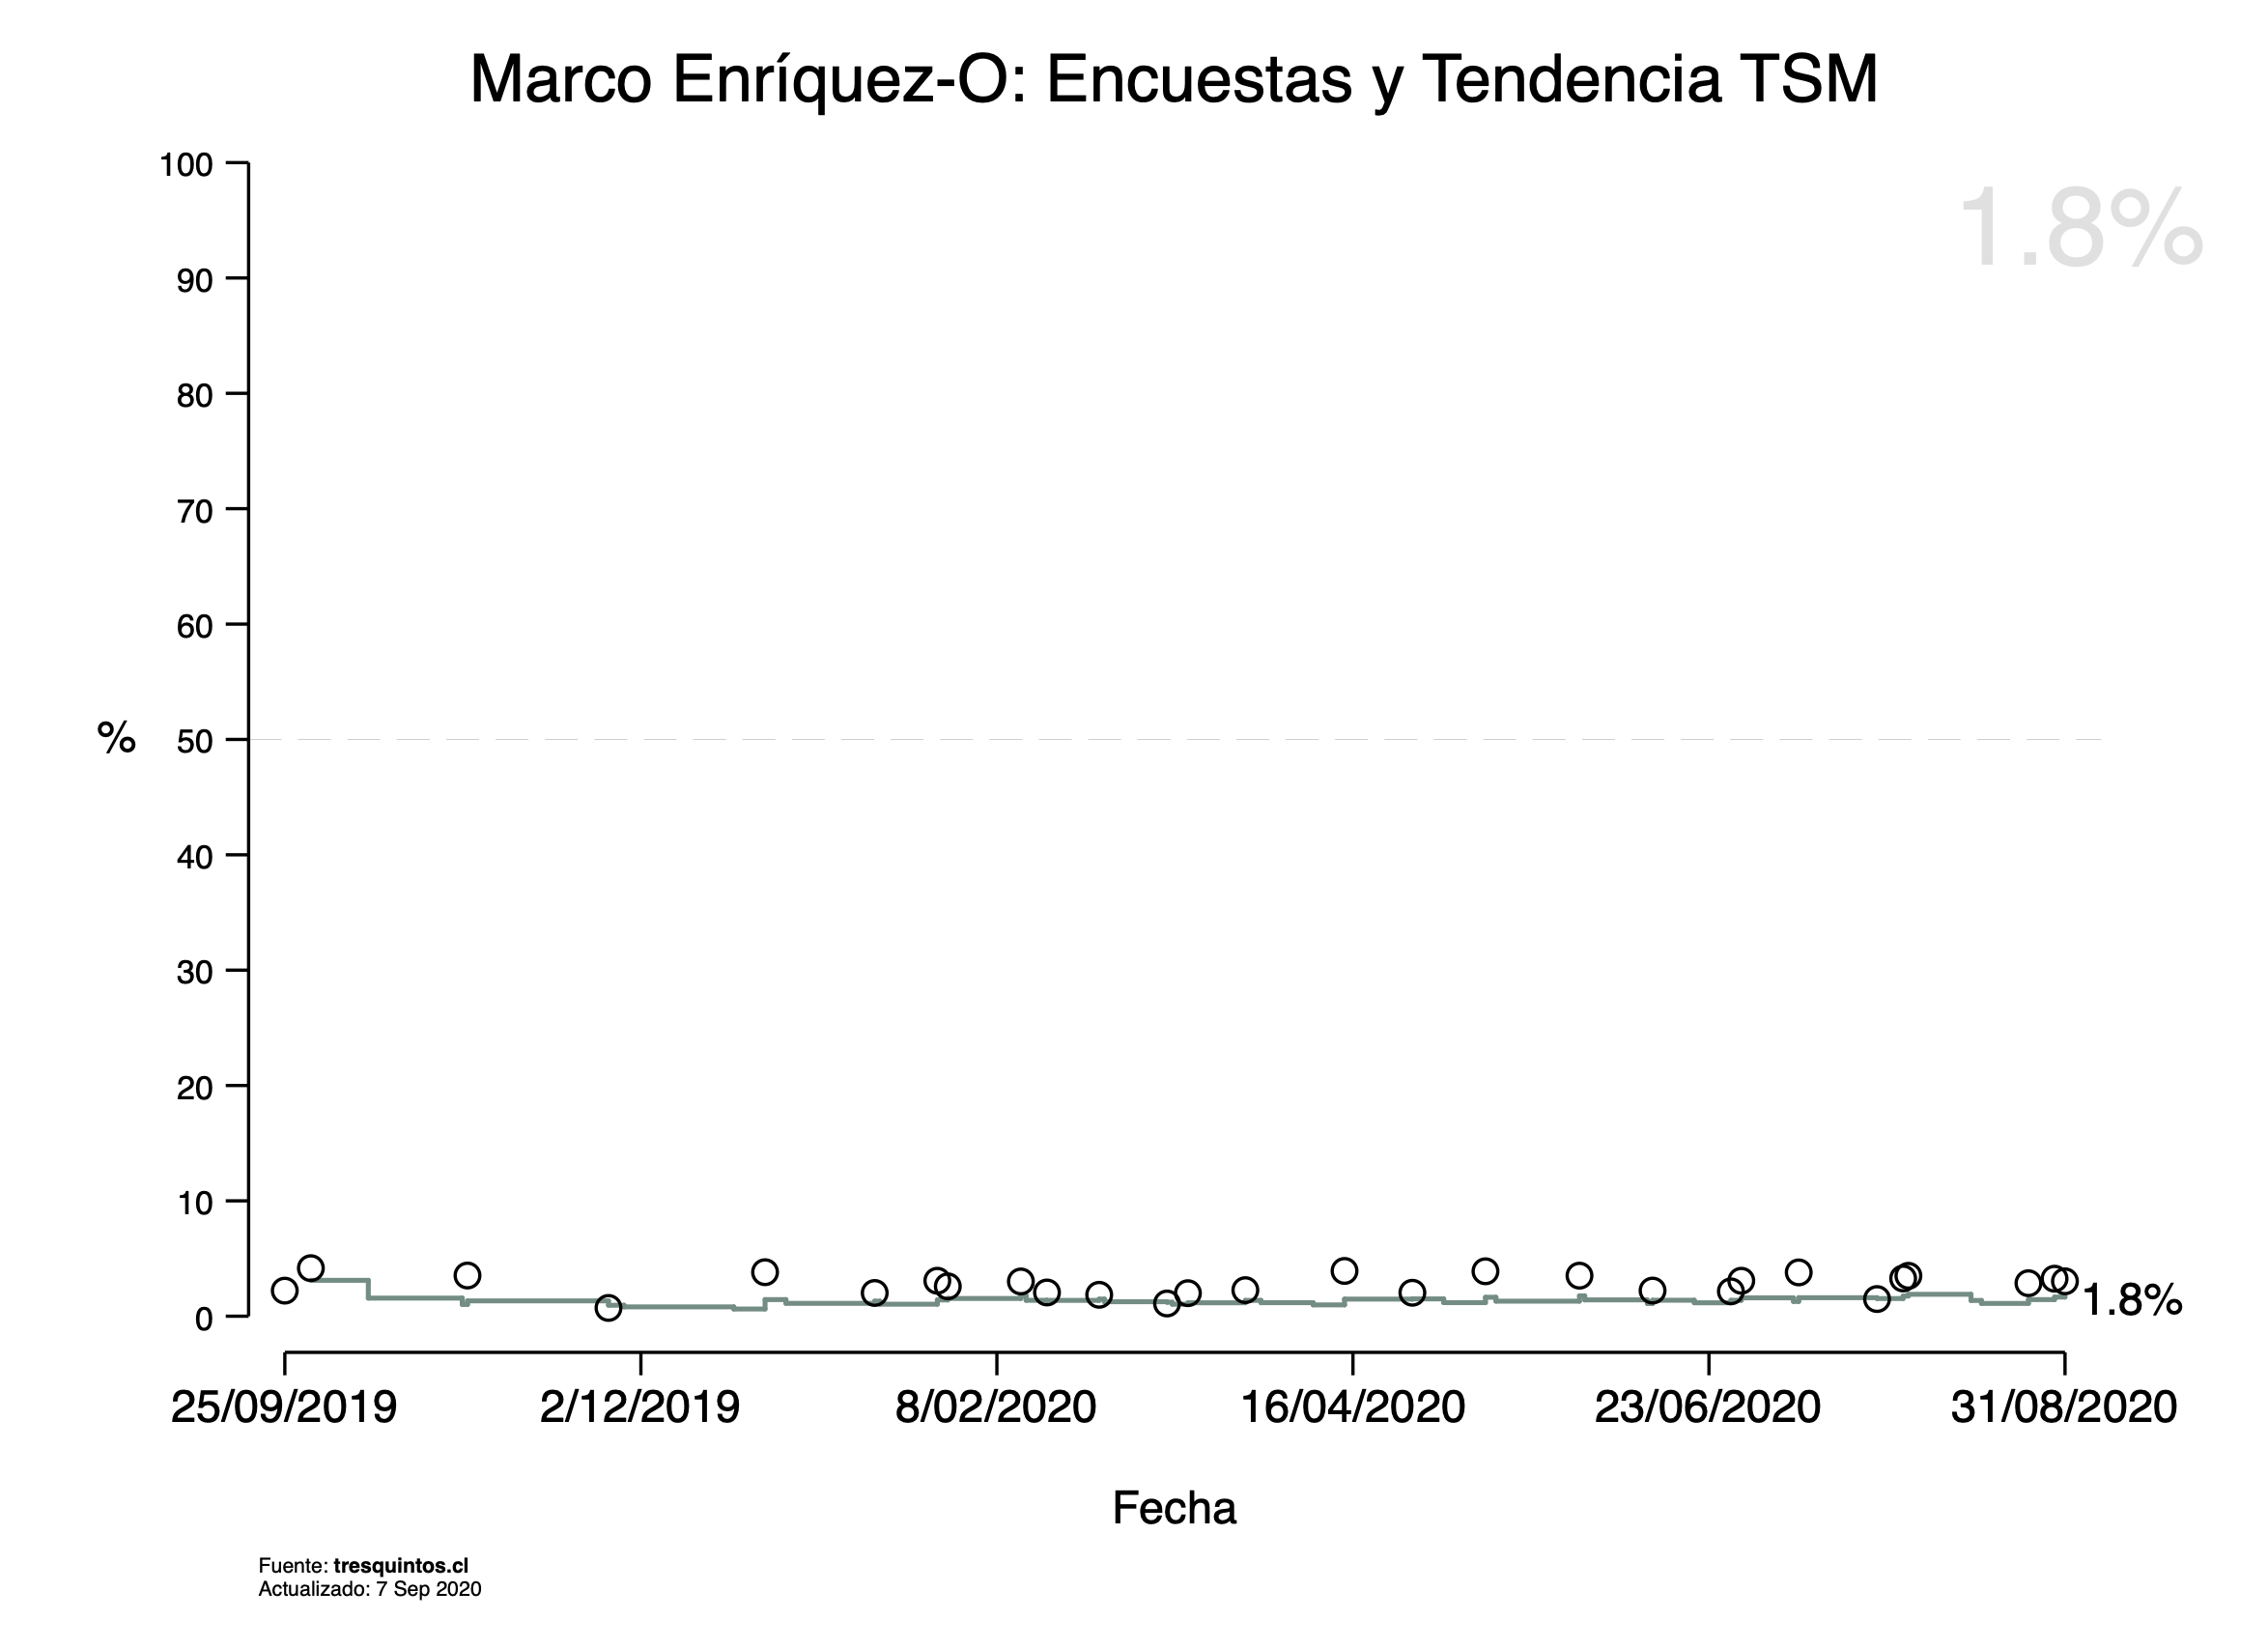 Marco Enríquez-O: Encuestas y Tendencia TSM
1.8%
100
90
80
70
60
% 50
40
30
20
10
0
1.8%
25/09/2019 2/12/2019 8/02/2020 16/04/2020 23/06/2020 31/08/2020
Fecha
Fuente: tresquintos.cl
Actualizado: 7 Sep 2020